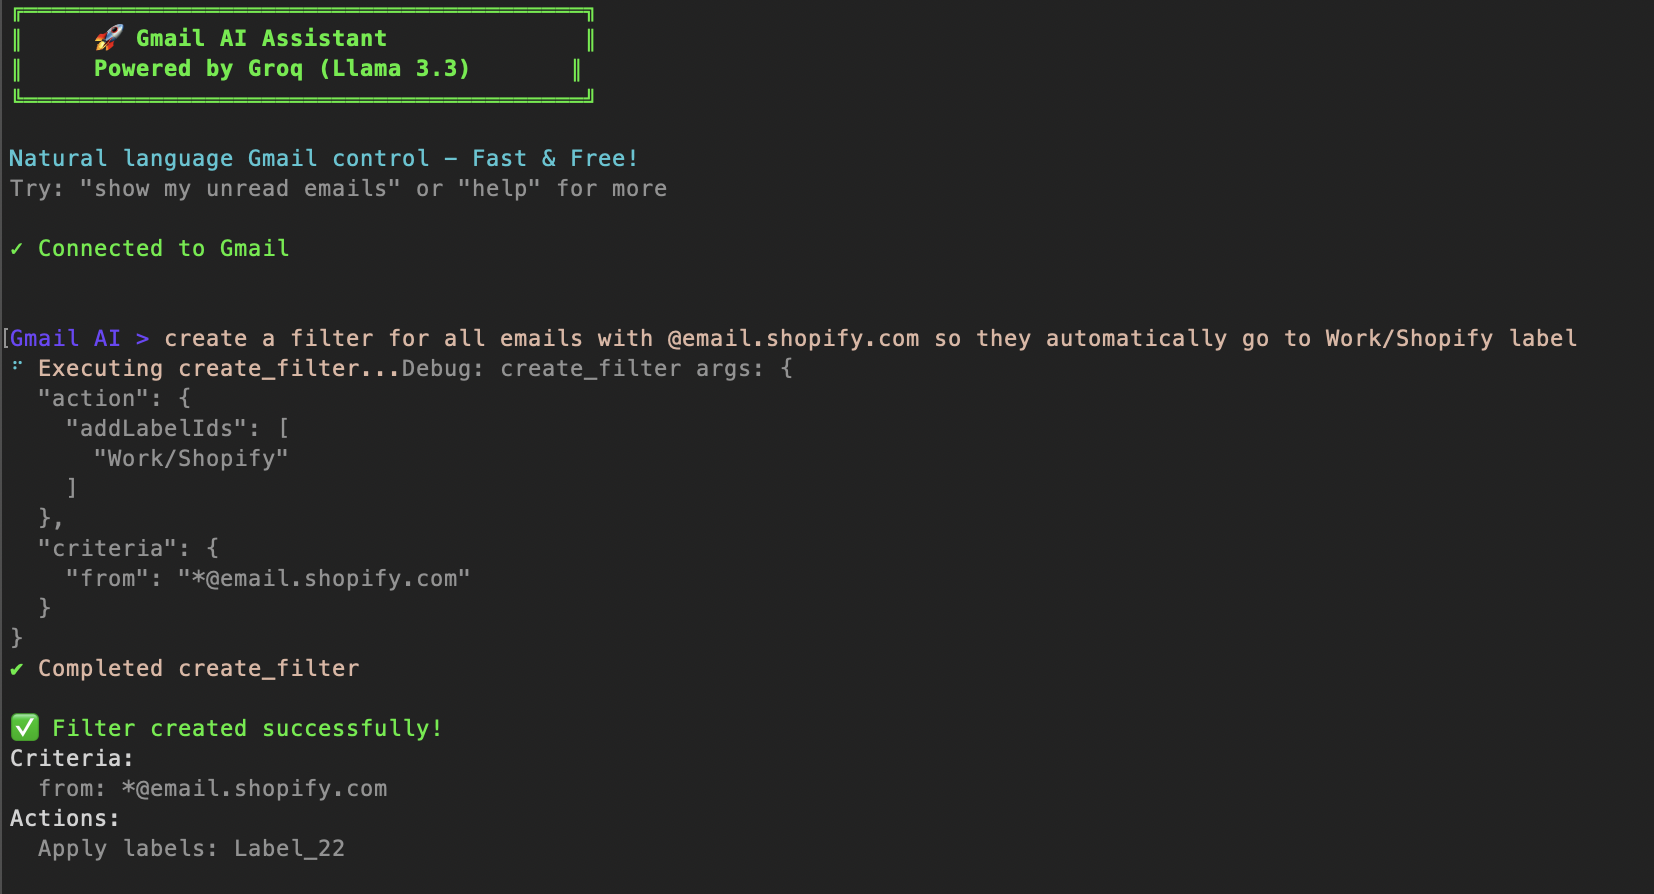 🚀 Gmail AI Assistant
Powered by Groq (Llama 3.3)
Natural language Gmail control - Fast & Free!
Try: "show my unread emails" or "help" for more
✓ Connected to Gmail
[Gmail AI > create a filter for all emails with @email.shopify.com so they automatically go to Work/Shopify label
⠋ Executing create_filter...Debug: create_filter args: {
  "action": {
    "addLabelIds": [
      "Work/Shopify"
    ]
  },
  "criteria": {
    "from": "*@email.shopify.com"
  }
}
✔ Completed create_filter
✅ Filter created successfully!
Criteria:
  from: *@email.shopify.com
Actions:
  Apply labels: Label_22